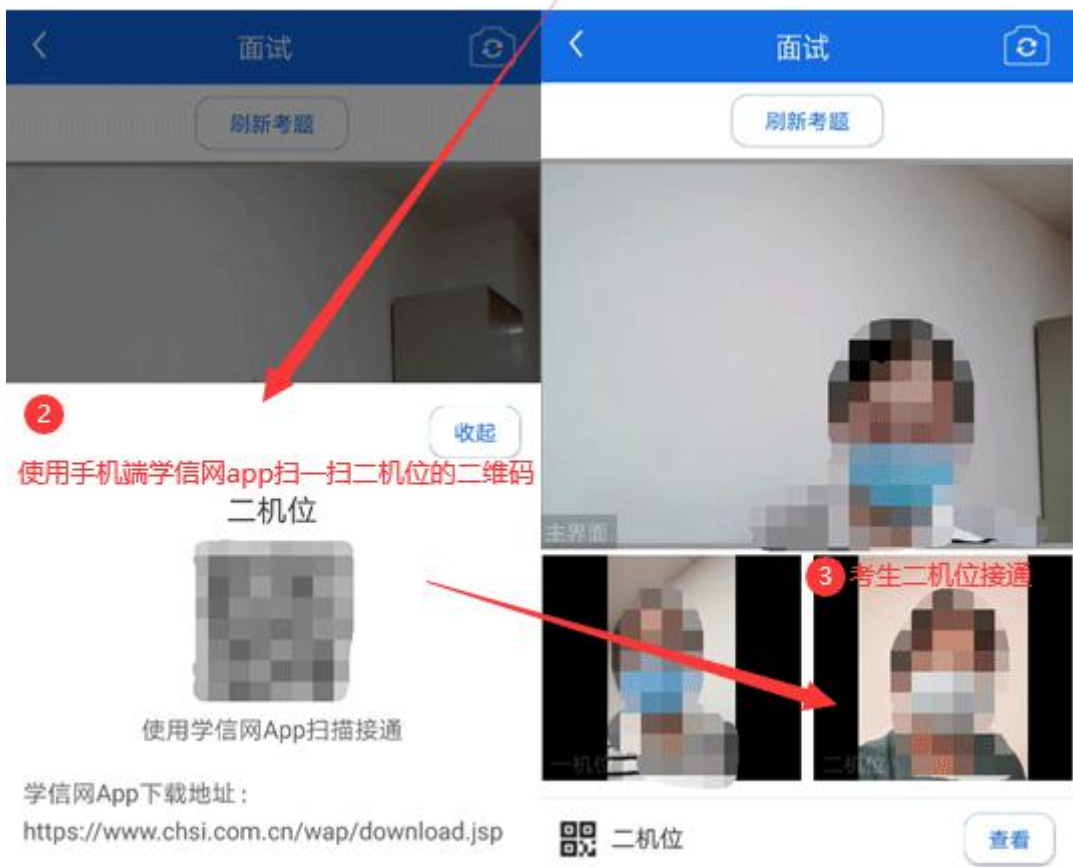 面试
刷新考题
2
收起
使用手机端学信网app扫一扫二机位的二维码
二机位
使用学信网App扫描接通
学信网App下载地址：
https://www.chsi.com.cn/wap/download.jsp
面试
刷新考题
主界面
3 考生二机位接通
一机位
二机位
二机位
查看